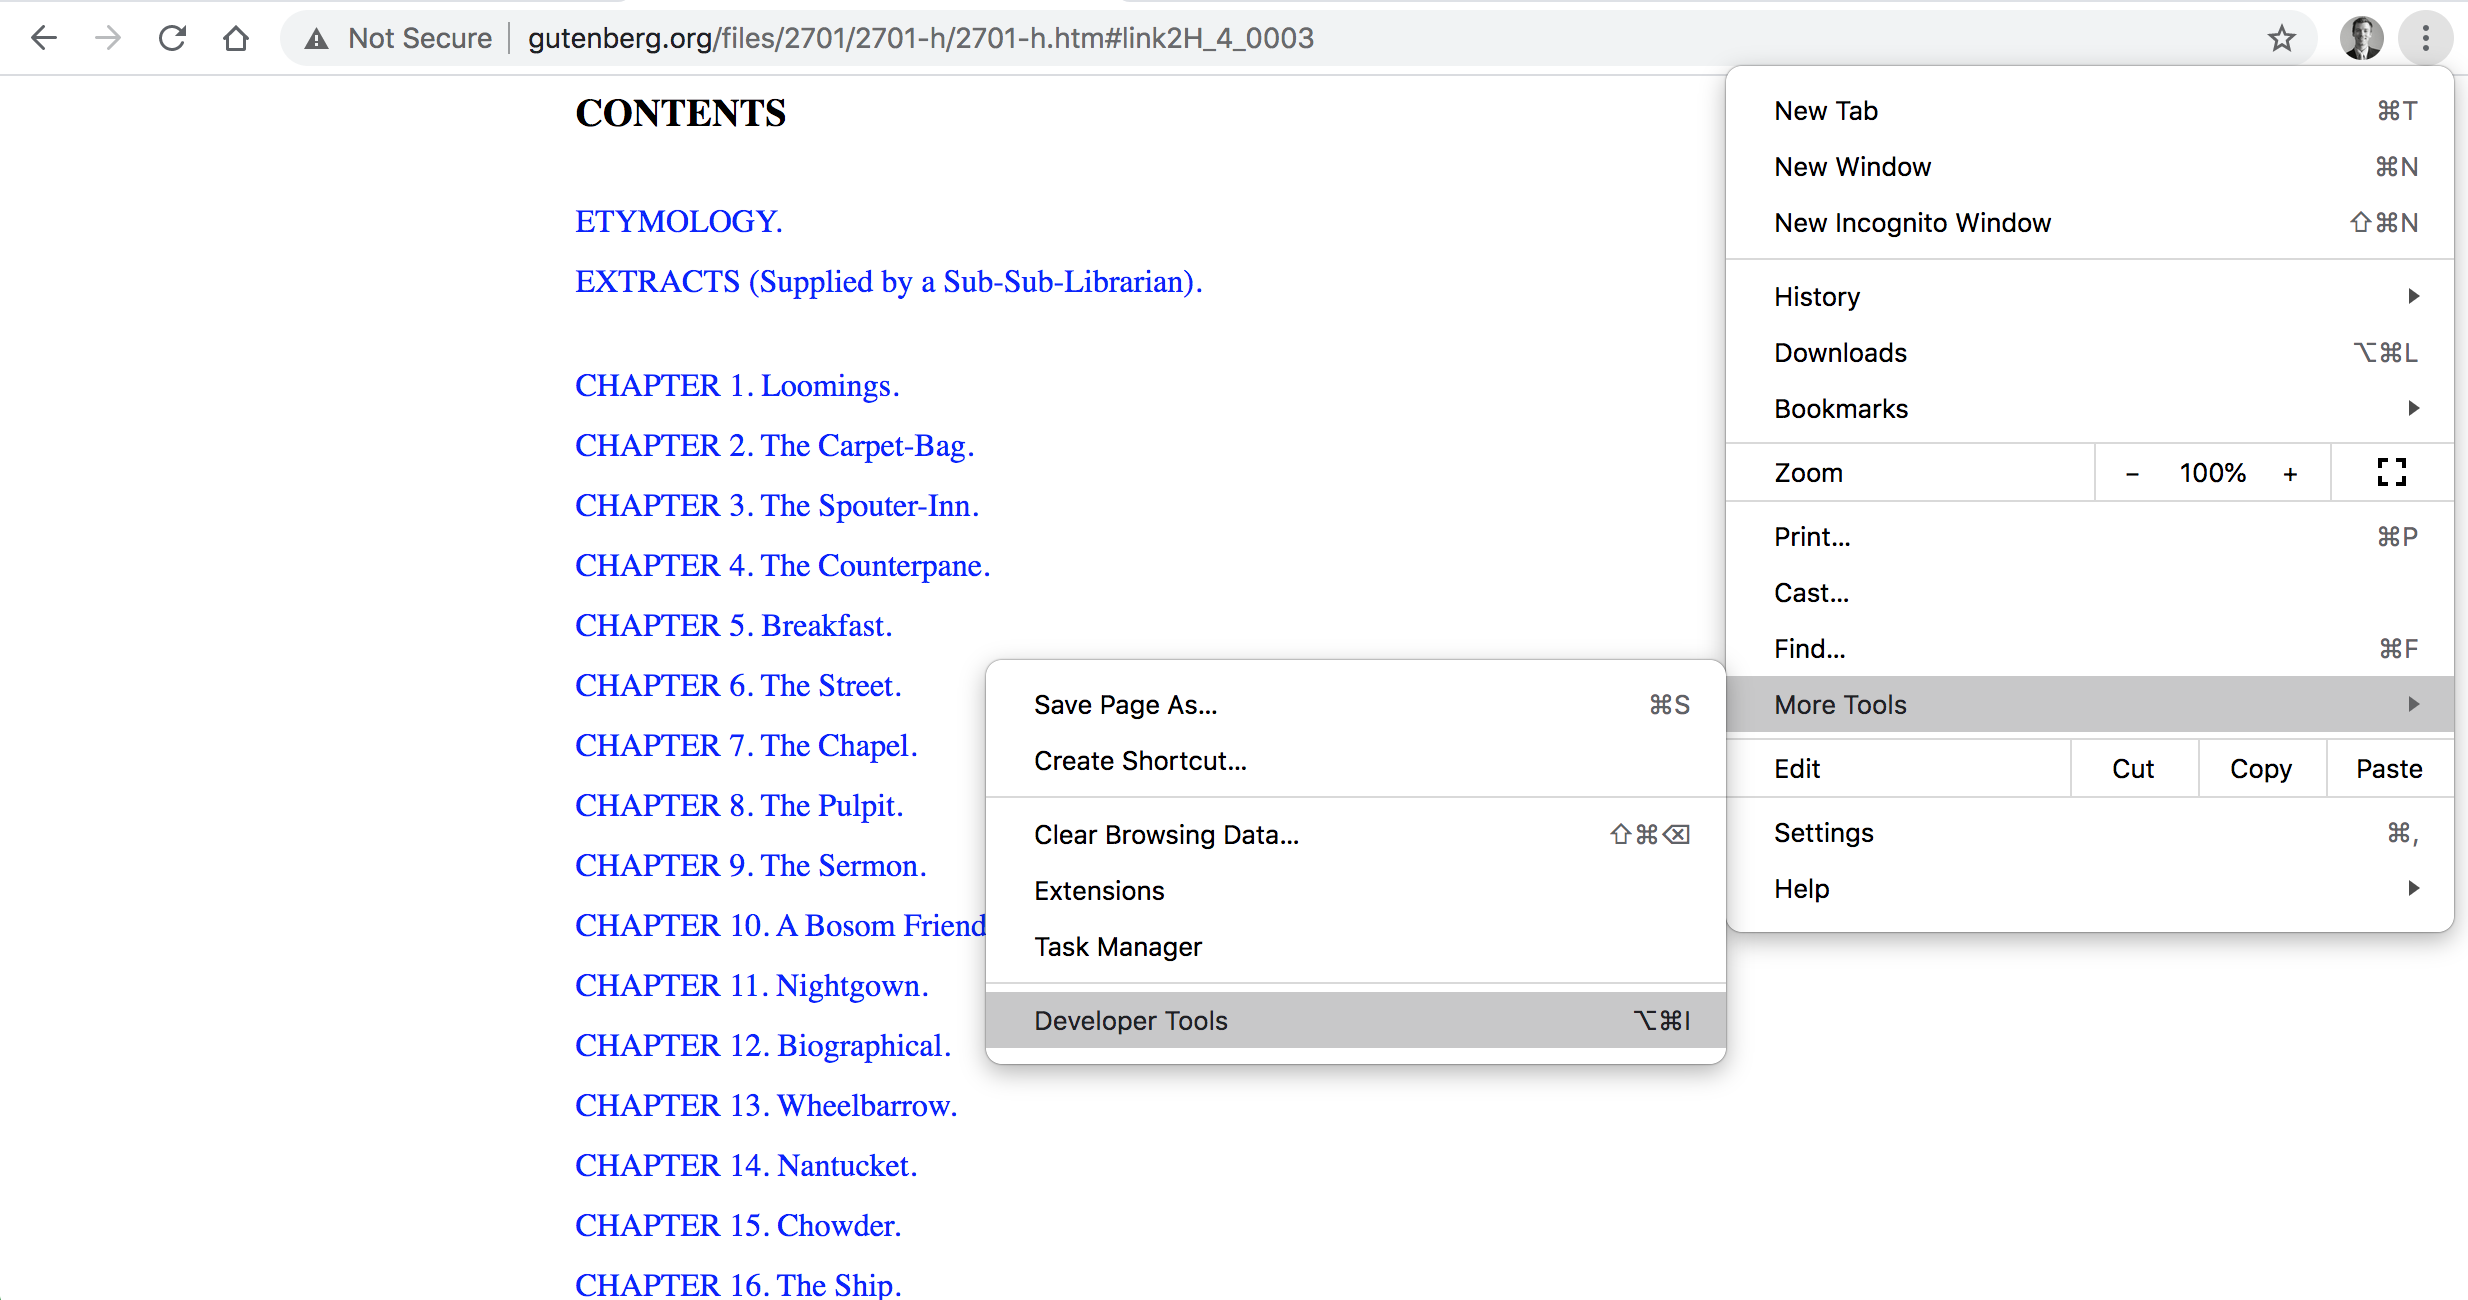 Not Secure gutenberg.org/files/2701/2701-h/2701-h.htm#link2H_4_0003
CONTENTS
ETYMOLOGY.
EXTRACTS (Supplied by a Sub-Sub-Librarian).
CHAPTER 1. Loomings.
CHAPTER 2. The Carpet-Bag.
CHAPTER 3. The Spouter-Inn.
CHAPTER 4. The Counterpane.
CHAPTER 5. Breakfast.
CHAPTER 6. The Street.
CHAPTER 7. The Chapel.
CHAPTER 8. The Pulpit.
CHAPTER 9. The Sermon.
CHAPTER 10. A Bosom Friend
CHAPTER 11. Nightgown.
CHAPTER 12. Biographical.
CHAPTER 13. Wheelbarrow.
CHAPTER 14. Nantucket.
CHAPTER 15. Chowder.
CHAPTER 16. The Ship.
New Tab ⌘T
New Window ⌘N
New Incognito Window ⇧⌘N
History
Downloads ⌥⌘L
Bookmarks
Zoom - 100% +
Print... ⌘P
Cast...
Find... ⌘F
More Tools
Edit Cut Copy Paste
Settings ⌘,
Help
Save Page As... ⌘S
Create Shortcut...
Clear Browsing Data... ⇧⌘⌫
Extensions
Task Manager
Developer Tools ⌥⌘I